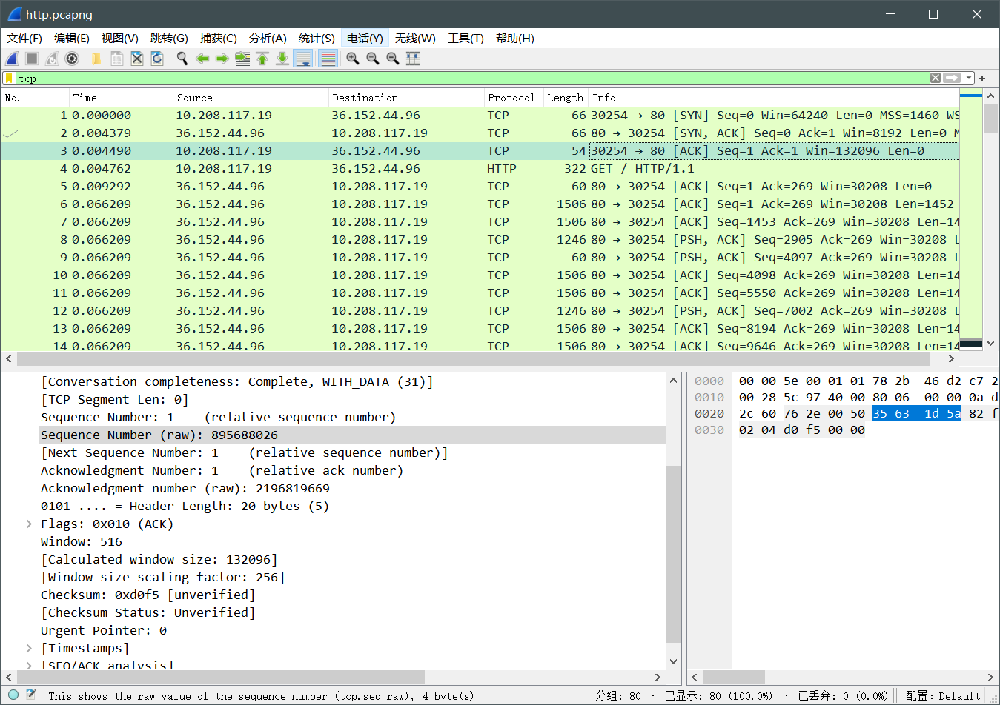 http.pcapng
文件(F) 编辑(E) 视图(V) 跳转(G) 捕获(C) 分析(A) 统计(S) 电话(Y) 无线(W) 工具(T) 帮助(H)
tcp
No. Time Source Destination Protocol Length Info
1 0.000000 10.208.117.19 36.152.44.96 TCP 66 30254 → 80 [SYN] Seq=0 Win=64240 Len=0 MSS=1460 WS
2 0.004379 36.152.44.96 10.208.117.19 TCP 66 80 → 30254 [SYN, ACK] Seq=0 Ack=1 Win=8192 Len=0 M
3 0.004490 10.208.117.19 36.152.44.96 TCP 54 30254 → 80 [ACK] Seq=1 Ack=1 Win=132096 Len=0
4 0.004762 10.208.117.19 36.152.44.96 HTTP 322 GET / HTTP/1.1
5 0.009292 36.152.44.96 10.208.117.19 TCP 60 80 → 30254 [ACK] Seq=1 Ack=269 Win=30208 Len=0
6 0.066209 36.152.44.96 10.208.117.19 TCP 1506 80 → 30254 [ACK] Seq=1 Ack=269 Win=30208 Len=1452
7 0.066209 36.152.44.96 10.208.117.19 TCP 1506 80 → 30254 [ACK] Seq=1453 Ack=269 Win=30208 Len=14
8 0.066209 36.152.44.96 10.208.117.19 TCP 1246 80 → 30254 [PSH, ACK] Seq=2905 Ack=269 Win=30208 L
9 0.066209 36.152.44.96 10.208.117.19 TCP 60 80 → 30254 [PSH, ACK] Seq=4097 Ack=269 Win=30208 L
10 0.066209 36.152.44.96 10.208.117.19 TCP 1506 80 → 30254 [ACK] Seq=4098 Ack=269 Win=30208 Len=14
11 0.066209 36.152.44.96 10.208.117.19 TCP 1506 80 → 30254 [ACK] Seq=5550 Ack=269 Win=30208 Len=14
12 0.066209 36.152.44.96 10.208.117.19 TCP 1246 80 → 30254 [PSH, ACK] Seq=7002 Ack=269 Win=30208 L
13 0.066209 36.152.44.96 10.208.117.19 TCP 1506 80 → 30254 [ACK] Seq=8194 Ack=269 Win=30208 Len=14
14 0.066209 36.152.44.96 10.208.117.19 TCP 1506 80 → 30254 [ACK] Seq=9646 Ack=269 Win=30208 Len=14
[Conversation completeness: Complete, WITH_DATA (31)]
[TCP Segment Len: 0]
Sequence Number: 1 (relative sequence number)
Sequence Number (raw): 895688026
[Next Sequence Number: 1 (relative sequence number)]
Acknowledgment Number: 1 (relative ack number)
Acknowledgment number (raw): 2196819669
0101 .... = Header Length: 20 bytes (5)
Flags: 0x010 (ACK)
Window: 516
[Calculated window size: 132096]
[Window size scaling factor: 256]
Checksum: 0xd0f5 [unverified]
[Checksum Status: Unverified]
Urgent Pointer: 0
[Timestamps]
[SEQ/ACK analysis]
0000 00 00 5e 00 01 01 78 2b 46 d2 c7 2
0010 00 28 5c 97 40 00 80 06 00 00 0a d
0020 2c 60 76 2e 00 50 35 63 1d 5a 82 f
0030 02 04 d0 f5 00 00
This shows the raw value of the sequence number (tcp.seq_raw), 4 byte(s)
分组: 80 · 已显示: 80 (100.0%) · 已丢弃: 0 (0.0%)
配置: Default